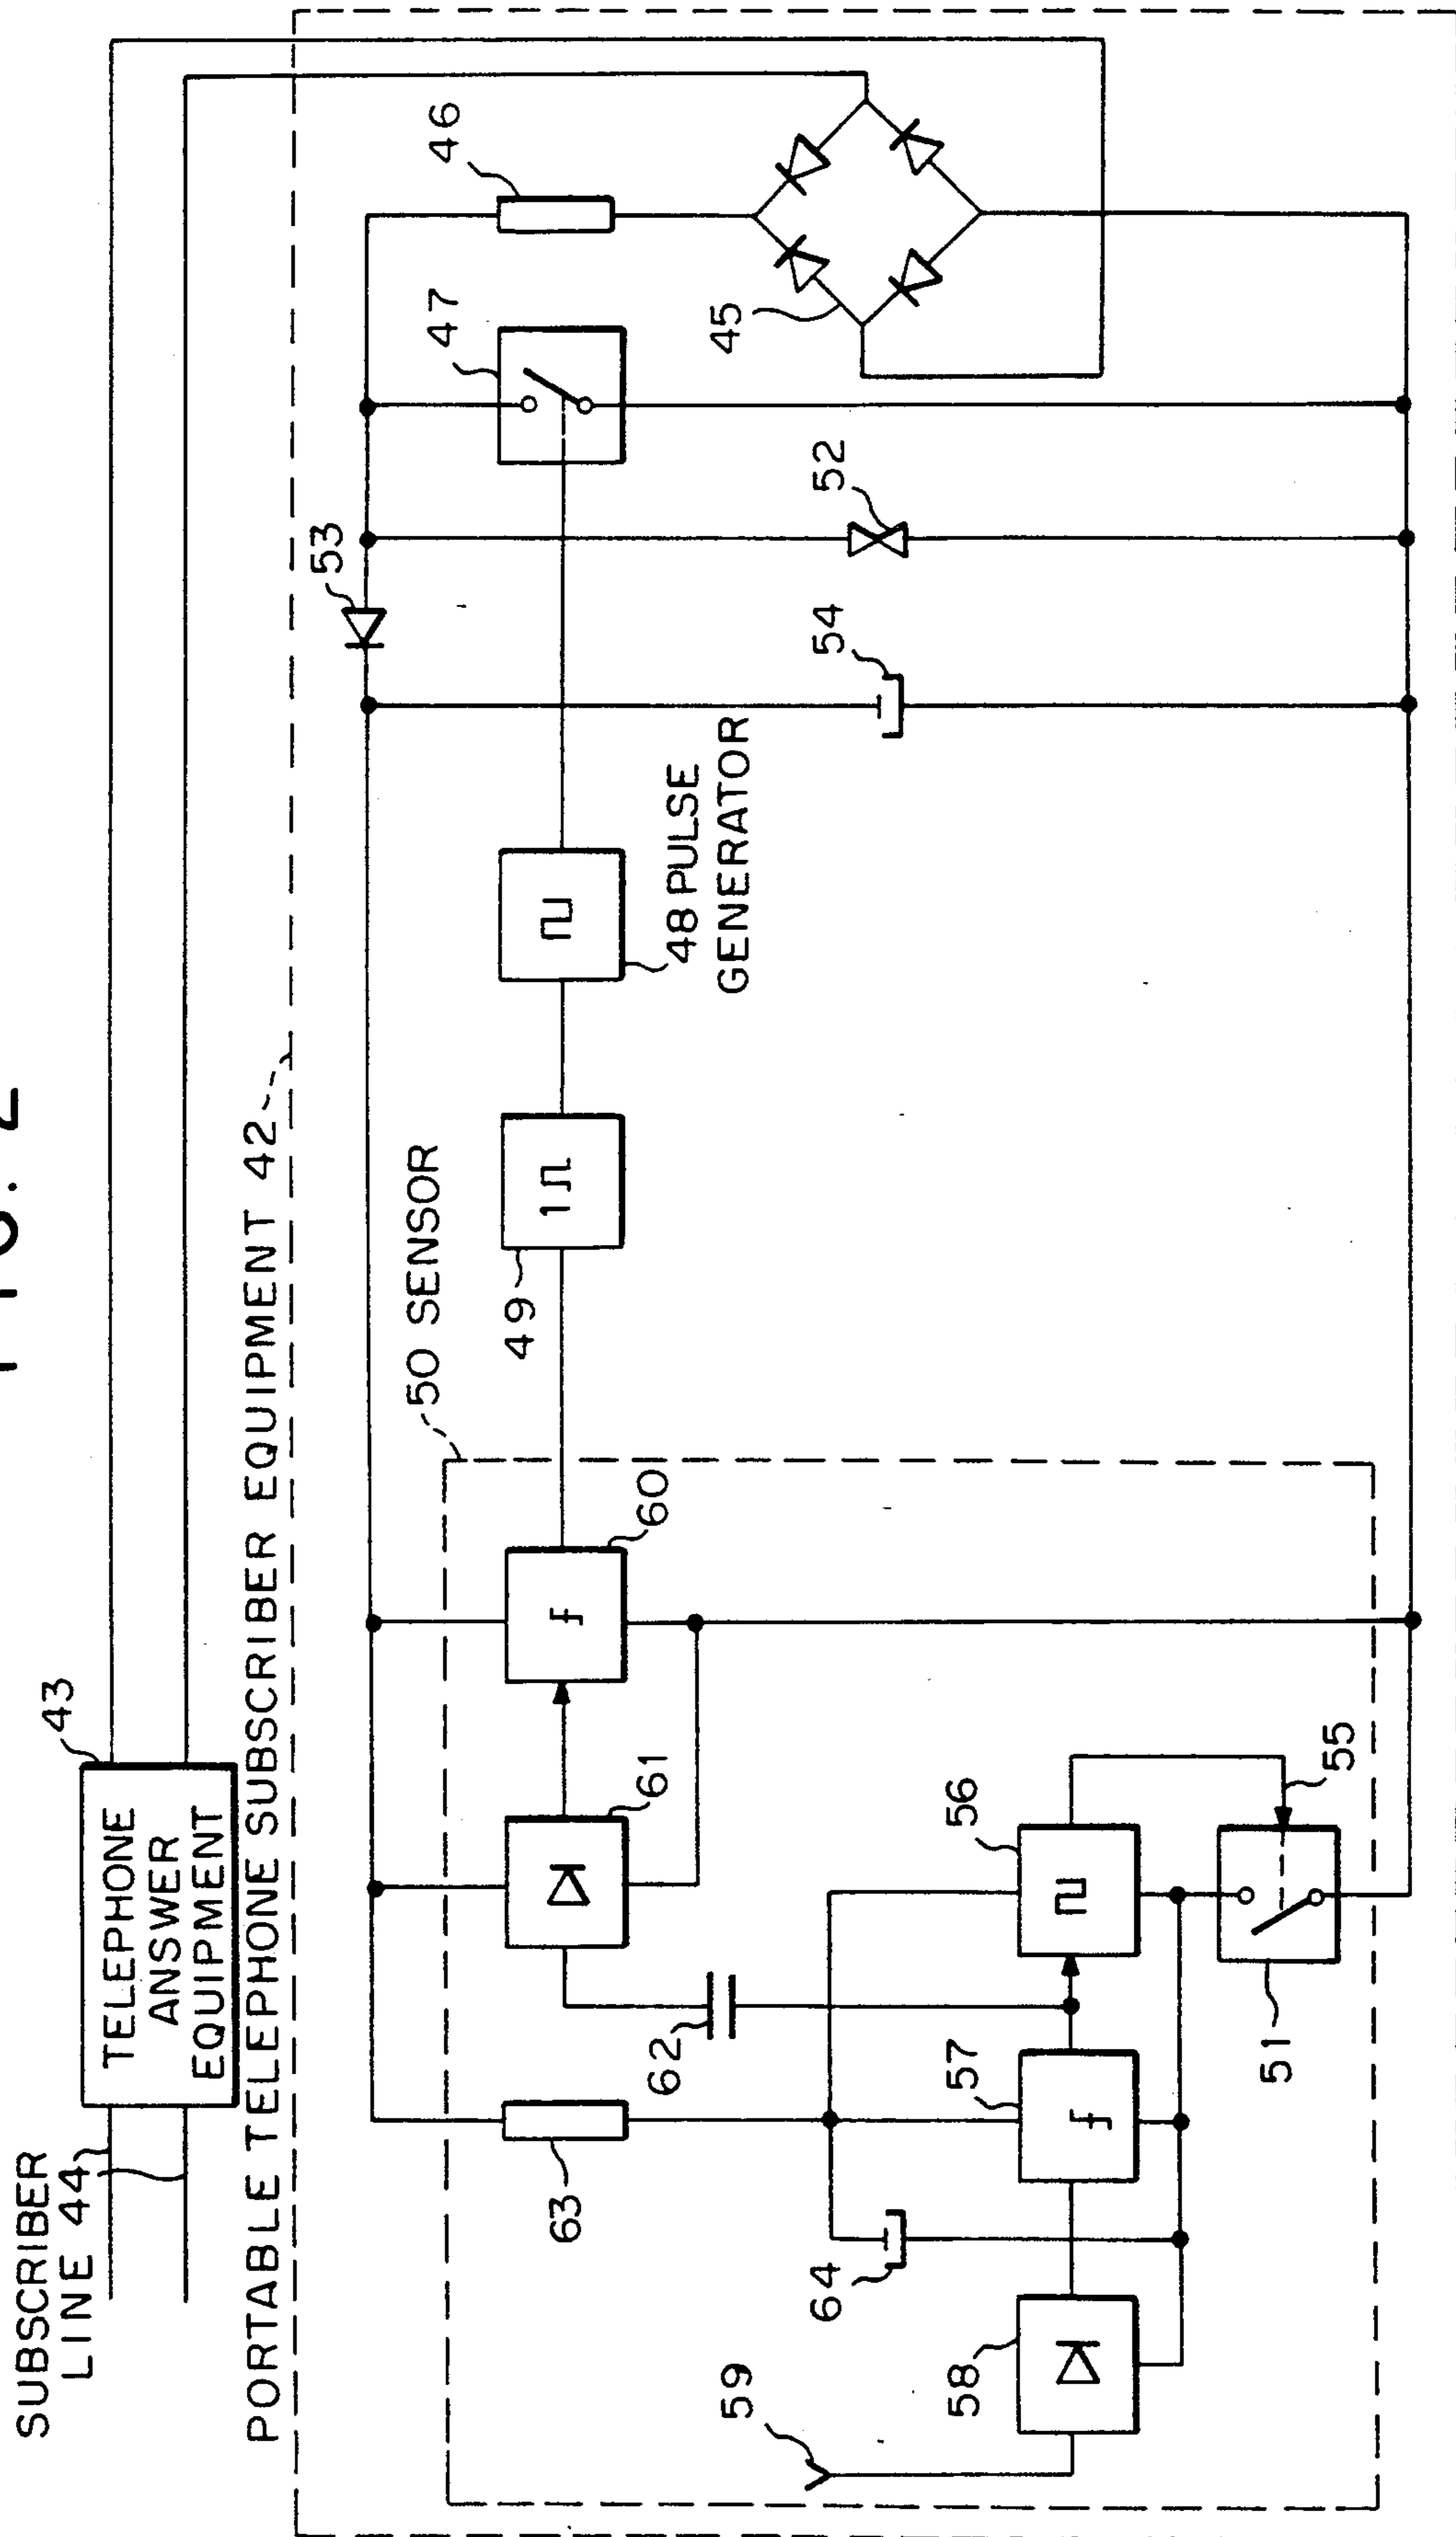 FIG. 2
SUBSCRIBER
LINE 44
43
TELEPHONE
ANSWER
EQUIPMENT
PORTABLE TELEPHONE SUBSCRIBER EQUIPMENT 42
50 SENSOR
53
47
46
49
48 PULSE
GENERATOR
60
61
62
63
54
52
45
56
57
64
58
59
55
51